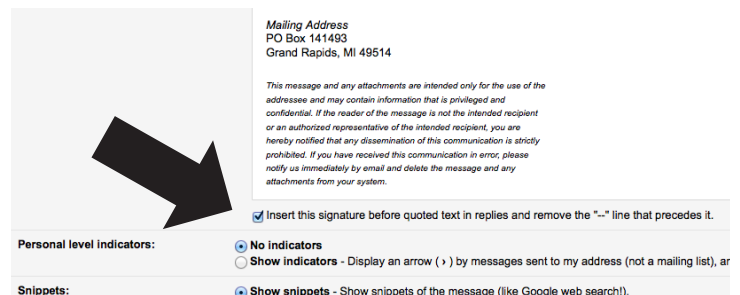 Mailing Address
PO Box 141493
Grand Rapids, MI 49514
This message and any attachments are intended only for the use of the
addressee and may contain information that is privileged and
confidential. If the reader of the message is not the intended recipient
or an authorized representative of the intended recipient, you are
hereby notified that any dissemination of this communication is strictly
prohibited. If you have received this communication in error, please
notify us immediately by email and delete the message and any
attachments from your system.
Insert this signature before quoted text in replies and remove the "--" line that precedes it.
Personal level indicators:
No indicators
Show indicators - Display an arrow ( › ) by messages sent to my address (not a mailing list), ar
Snippets:
Show snippets - Show snippets of the message (like Google web search!).